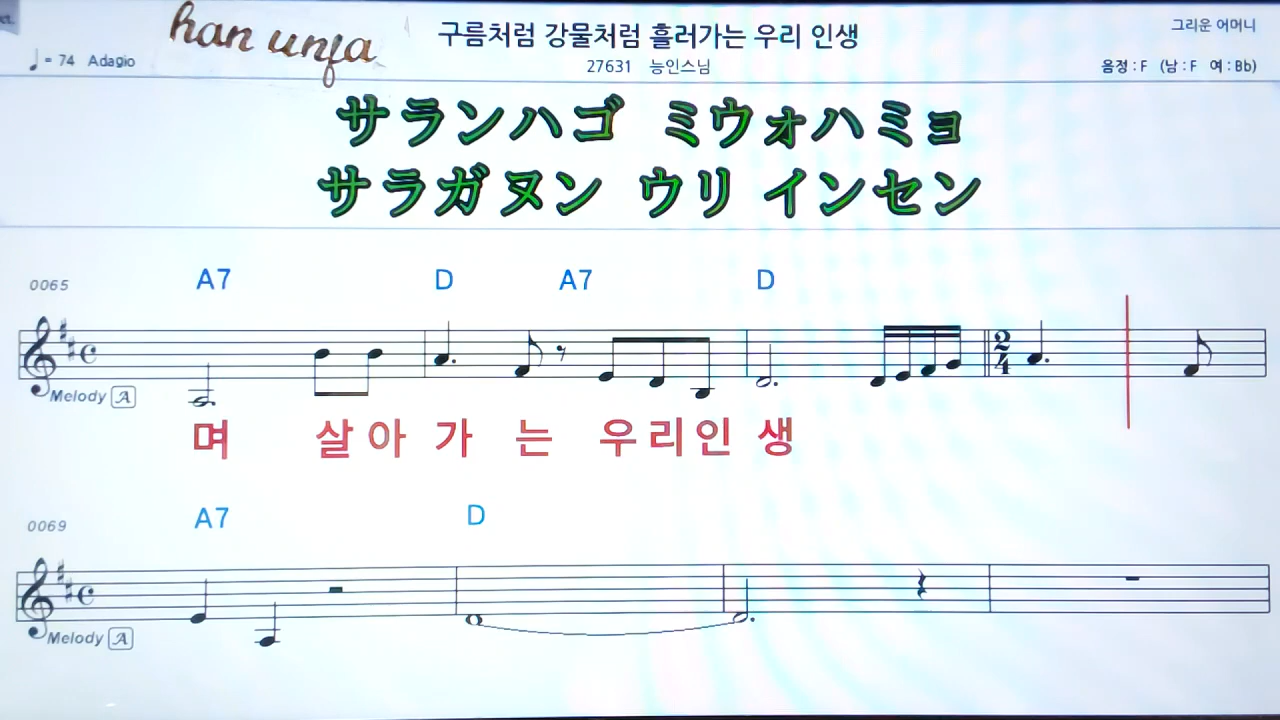 han unfa
구름처럼 강물처럼 흘러가는 우리 인생
그리운 어머니
♩= 74 Adagio
27631 능인스님
음정 : F (남 : F 여 : Bb)
サランハゴ ミウォハミョ
サラガヌン ウリ インセン
0065
A7 D A7 D
2
4
Melody A
며 살 아 가 는 우 리 인 생
0069
A7 D
Melody A